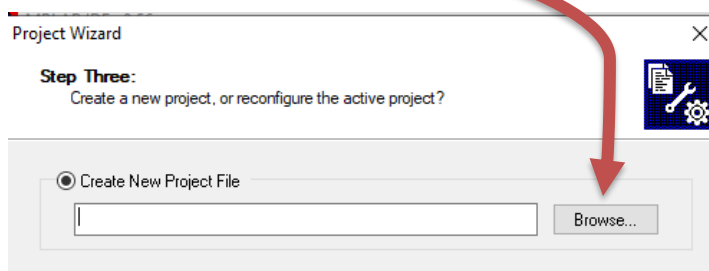 Project Wizard
Step Three:
Create a new project, or reconfigure the active project?
Create New Project File
Browse...